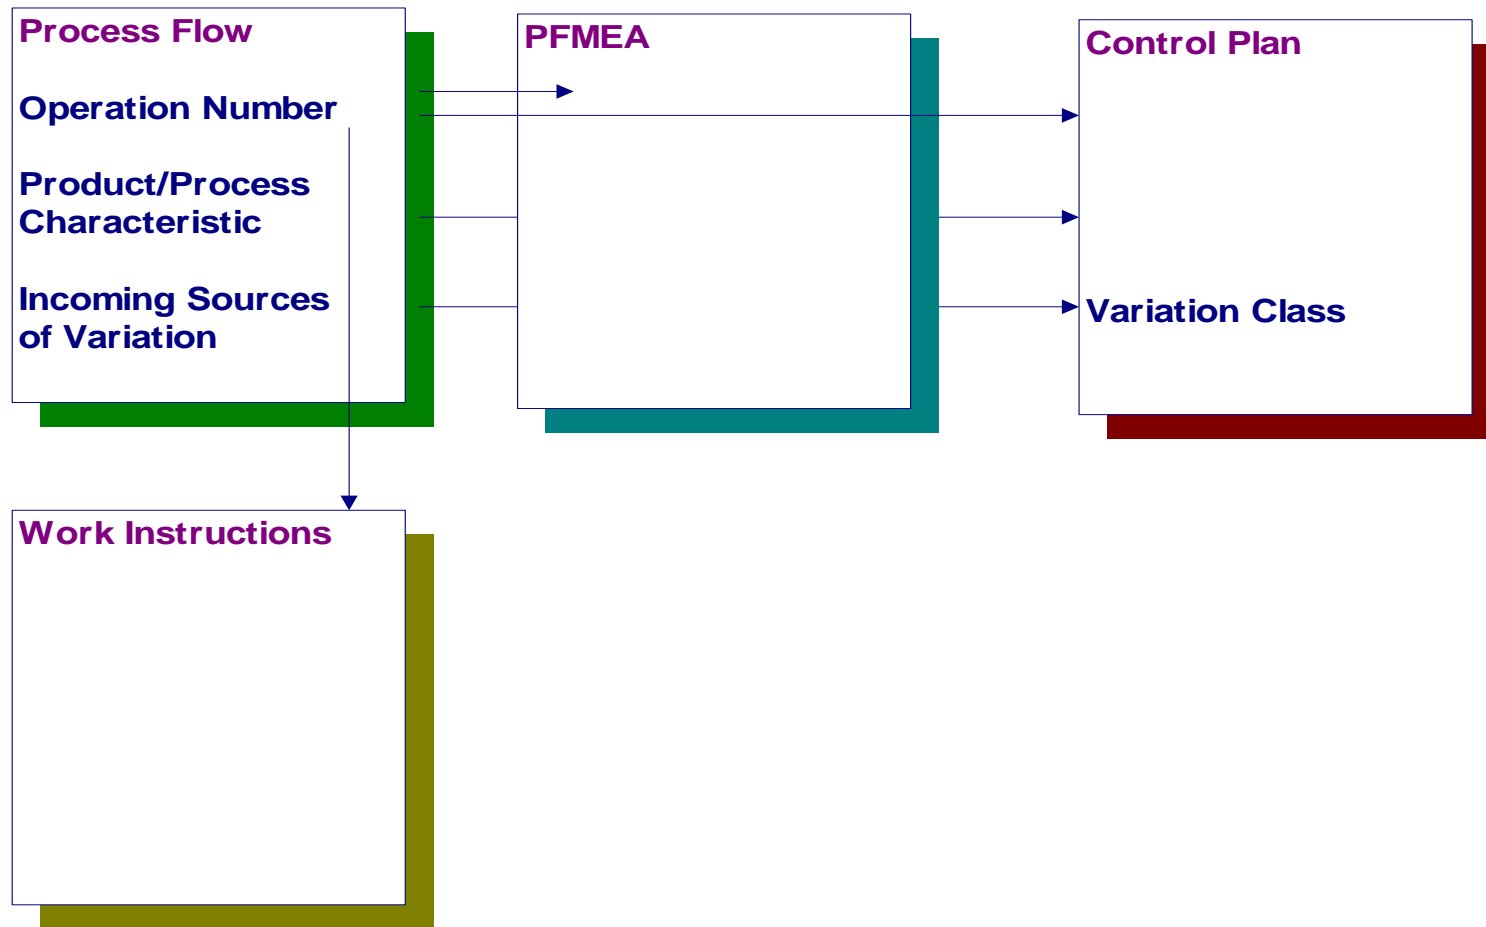 Process Flow
Operation Number
Product/Process
Characteristic
Incoming Sources
of Variation
PFMEA
Control Plan
Variation Class
Work Instructions